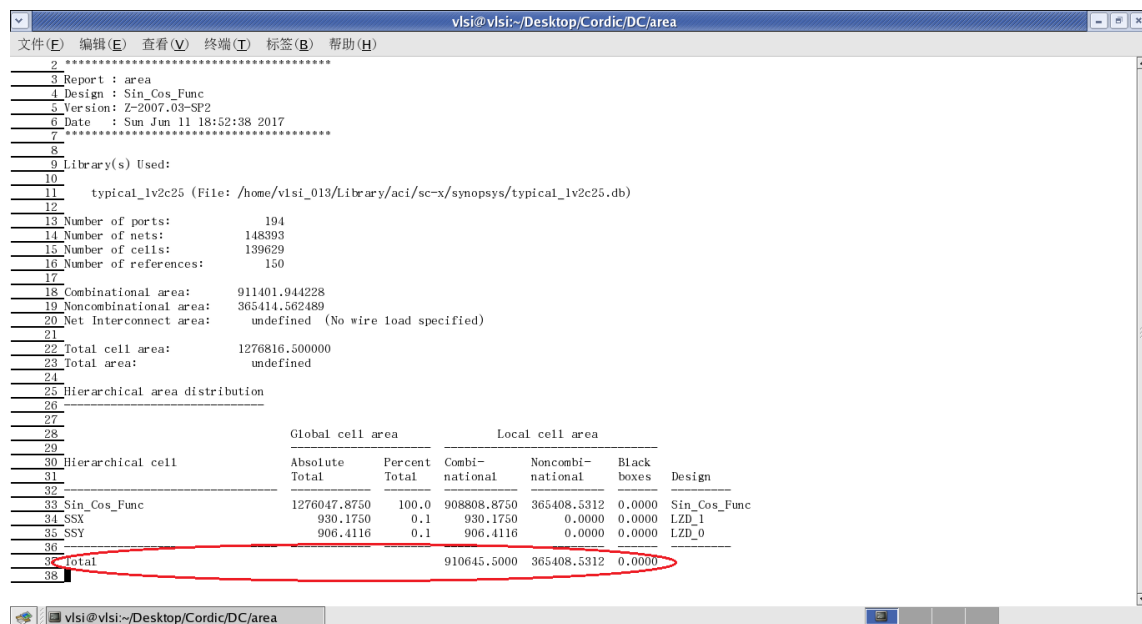 vlsi@vlsi:~/Desktop/Cordic/DC/area
文件(F) 编辑(E) 查看(V) 终端(T) 标签(B) 帮助(H)
2 ****************************************
3 Report : area
4 Design : Sin_Cos_Func
5 Version: Z-2007.03-SP2
6 Date   : Sun Jun 11 18:52:38 2017
7 ****************************************
8
9 Library(s) Used:
10
11     typical_1v2c25 (File: /home/vlsi_013/Library/aci/sc-x/synopsys/typical_1v2c25.db)
12
13 Number of ports:              194
14 Number of nets:            148393
15 Number of cells:           139629
16 Number of references:         150
17
18 Combinational area:       911401.944228
19 Noncombinational area:    365414.562489
20 Net Interconnect area:      undefined  (No wire load specified)
21
22 Total cell area:          1276816.500000
23 Total area:                 undefined
24
25 Hierarchical area distribution
26 ------------------------------
27
28                                   Global cell area          Local cell area
29                                   ---------------------  --------------------------------
30 Hierarchical cell                 Absolute      Percent  Combi-       Noncombi-    Black
31                                   Total         Total    national     national     boxes   Design
32 --------------------------------  ------------  -------  -----------  -----------  ------  ---------
33 Sin_Cos_Func                      1276047.8750    100.0  908808.8750  365408.5312  0.0000  Sin_Cos_Func
34 SSX                                   930.1750      0.1     930.1750       0.0000  0.0000  LZD_1
35 SSY                                   906.4116      0.1     906.4116       0.0000  0.0000  LZD_0
36 --------------------------------  ------------  -------  -----------  -----------  ------  ---------
37 Total                                                    910645.5000  365408.5312  0.0000
38
vlsi@vlsi:~/Desktop/Cordic/DC/area